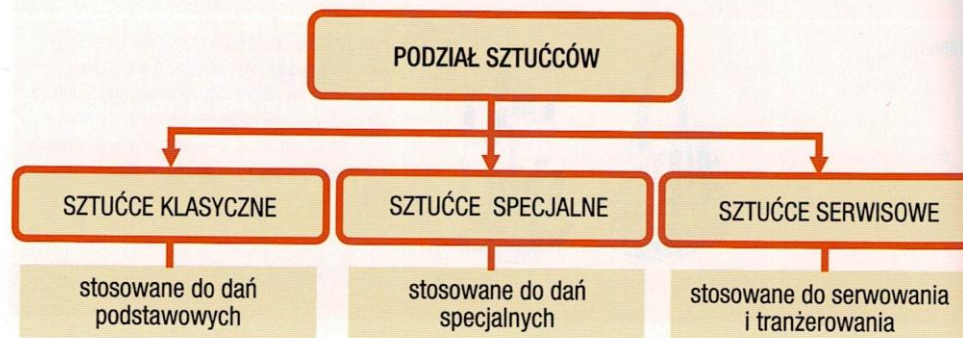 PODZIAŁ SZTUĆCÓW
SZTUĆCE KLASYCZNE
SZTUĆCE SPECJALNE
SZTUĆCE SERWISOWE
stosowane do dań
podstawowych
stosowane do dań
specjalnych
stosowane do serwowania
i tranżerowania